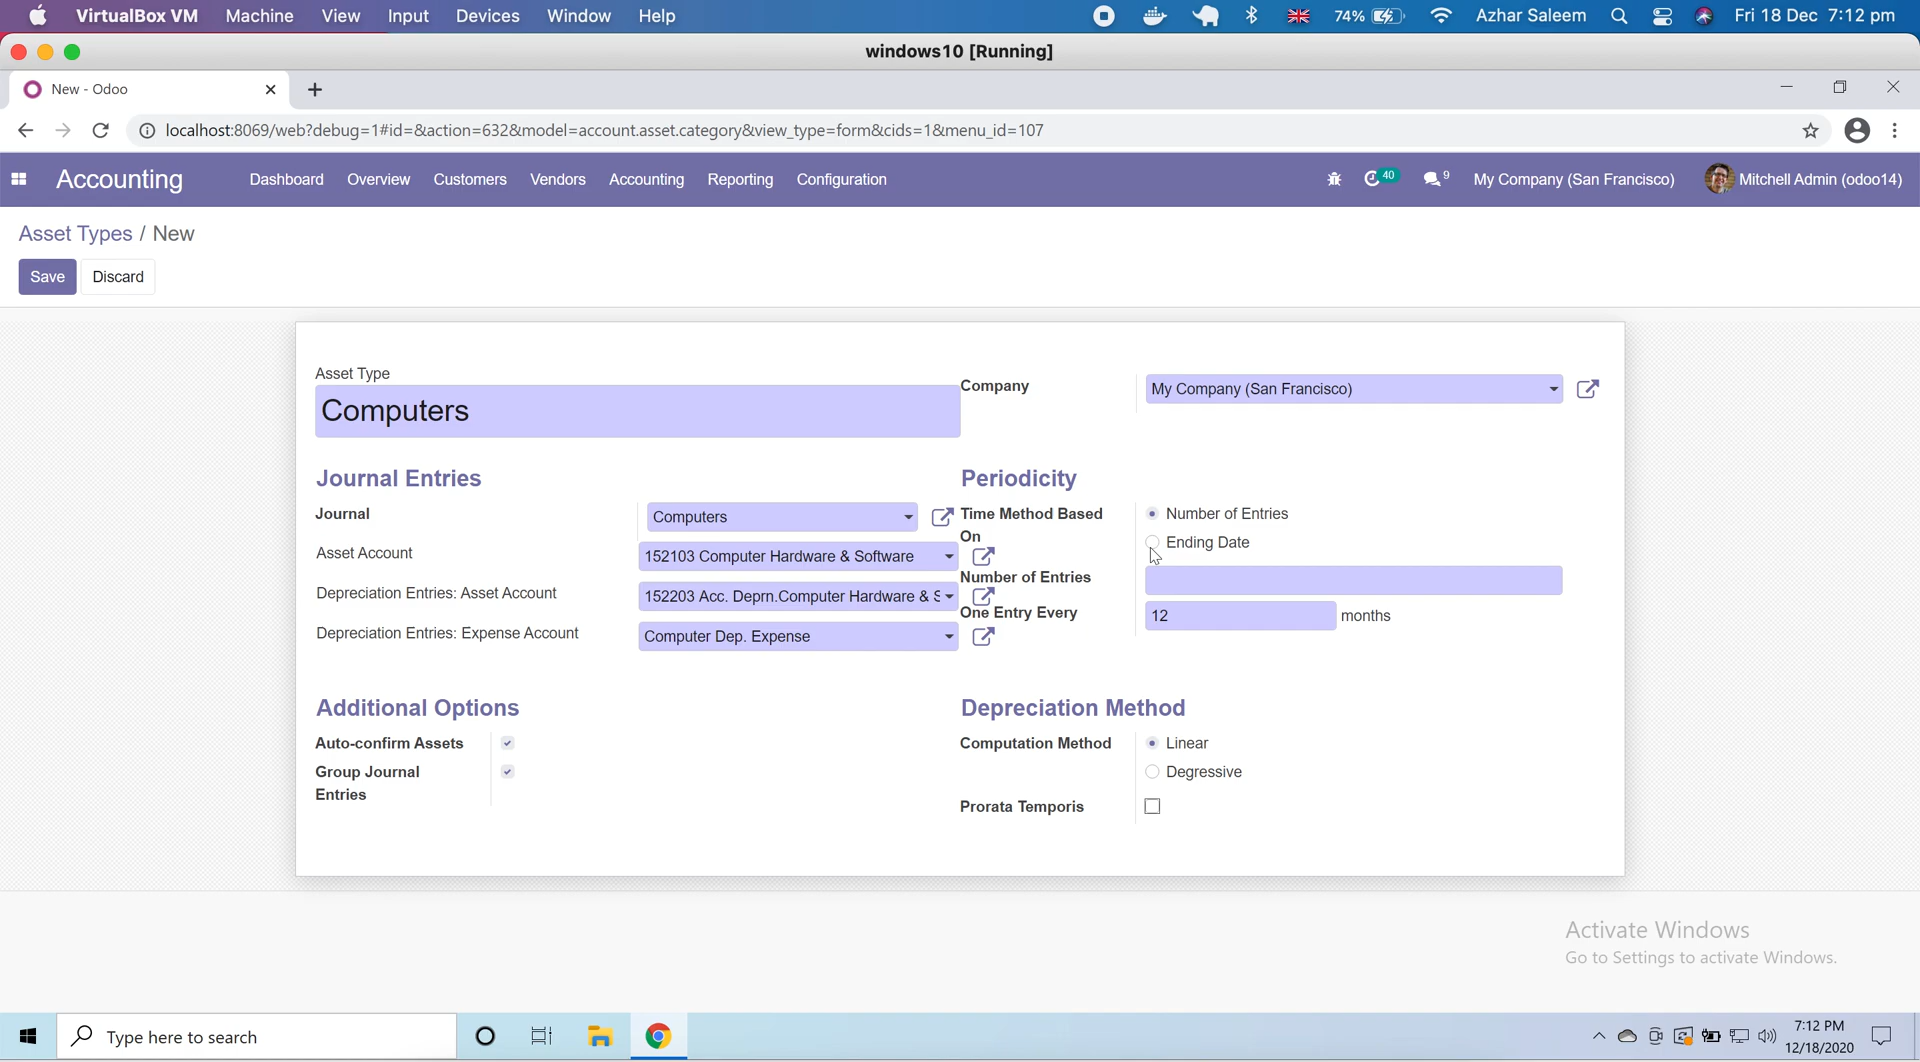 VirtualBox VM Machine View Input Devices Window Help 74% Azhar Saleem Fri 18 Dec 7:12 pm
windows10 [Running]
New - Odoo
localhost:8069/web?debug=1#id=&action=632&model=account.asset.category&view_type=form&cids=1&menu_id=107
Accounting Dashboard Overview Customers Vendors Accounting Reporting Configuration 40 9 My Company (San Francisco) Mitchell Admin (odoo14)
Asset Types / New
Save Discard
Asset Type
Computers
Company My Company (San Francisco)
Journal Entries
Journal Computers
Asset Account 152103 Computer Hardware & Software
Depreciation Entries: Asset Account 152203 Acc. Deprn.Computer Hardware & S
Depreciation Entries: Expense Account Computer Dep. Expense
Periodicity
Time Method Based On
Number of Entries
Ending Date
Number of Entries
One Entry Every 12 months
Additional Options
Auto-confirm Assets
Group Journal
Entries
Depreciation Method
Computation Method Linear
Degressive
Prorata Temporis
Activate Windows
Go to Settings to activate Windows.
Type here to search
7:12 PM
12/18/2020